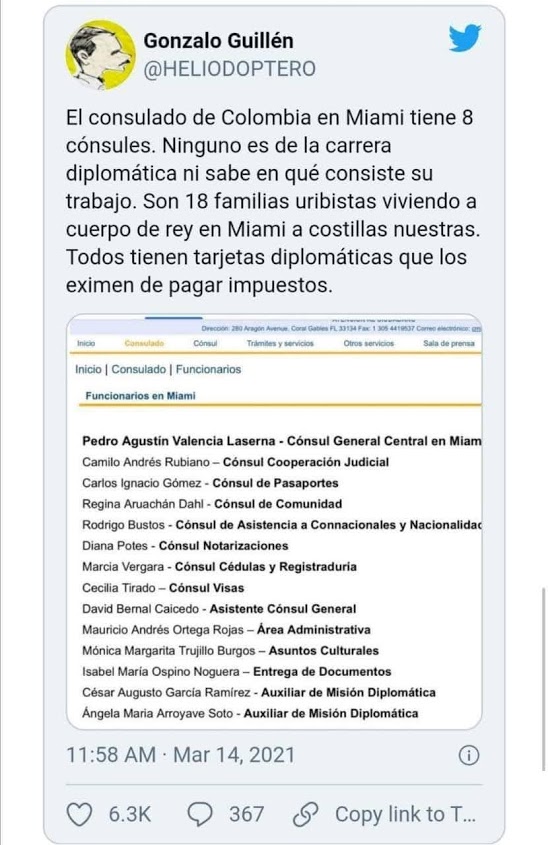 Gonzalo Guillén
@HELIODOPTERO
El consulado de Colombia en Miami tiene 8
cónsules. Ninguno es de la carrera
diplomática ni sabe en qué consiste su
trabajo. Son 18 familias uribistas viviendo a
cuerpo de rey en Miami a costillas nuestras.
Todos tienen tarjetas diplomáticas que los
eximen de pagar impuestos.
Dirección: 280 Aragón Avenue, Coral Gables FL 33134 Fax: 1 305 4419537 Correo electrónico:
Inicio Consulado Cónsul Trámites y servicios Otros servicios Sala de prensa
Inicio | Consulado | Funcionarios
Funcionarios en Miami
Pedro Agustín Valencia Laserna - Cónsul General Central en Miam
Camilo Andrés Rubiano – Cónsul Cooperación Judicial
Carlos Ignacio Gómez - Cónsul de Pasaportes
Regina Aruachán Dahl - Cónsul de Comunidad
Rodrigo Bustos - Cónsul de Asistencia a Connacionales y Nacionalidad
Diana Potes - Cónsul Notarizaciones
Marcia Vergara - Cónsul Cédulas y Registraduría
Cecilia Tirado – Cónsul Visas
David Bernal Caicedo - Asistente Cónsul General
Mauricio Andrés Ortega Rojas – Área Administrativa
Mónica Margarita Trujillo Burgos – Asuntos Culturales
Isabel María Ospino Noguera – Entrega de Documentos
César Augusto García Ramírez - Auxiliar de Misión Diplomática
Ángela Maria Arroyave Soto - Auxiliar de Misión Diplomática
11:58 AM · Mar 14, 2021
6.3K 367 Copy link to T...